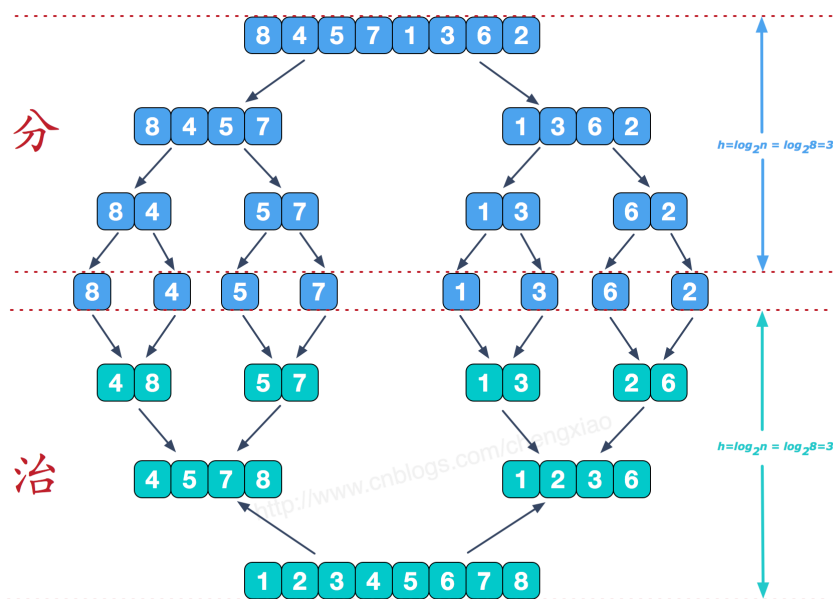 8 4 5 7 1 3 6 2
分
8 4 5 7
1 3 6 2
h=log2n = log28=3
8 4
5 7
1 3
6 2
8
4
5
7
1
3
6
2
4 8
5 7
1 3
2 6
http://www.cnblogs.com/chengxiao
h=log2n = log28=3
治
4 5 7 8
1 2 3 6
1 2 3 4 5 6 7 8